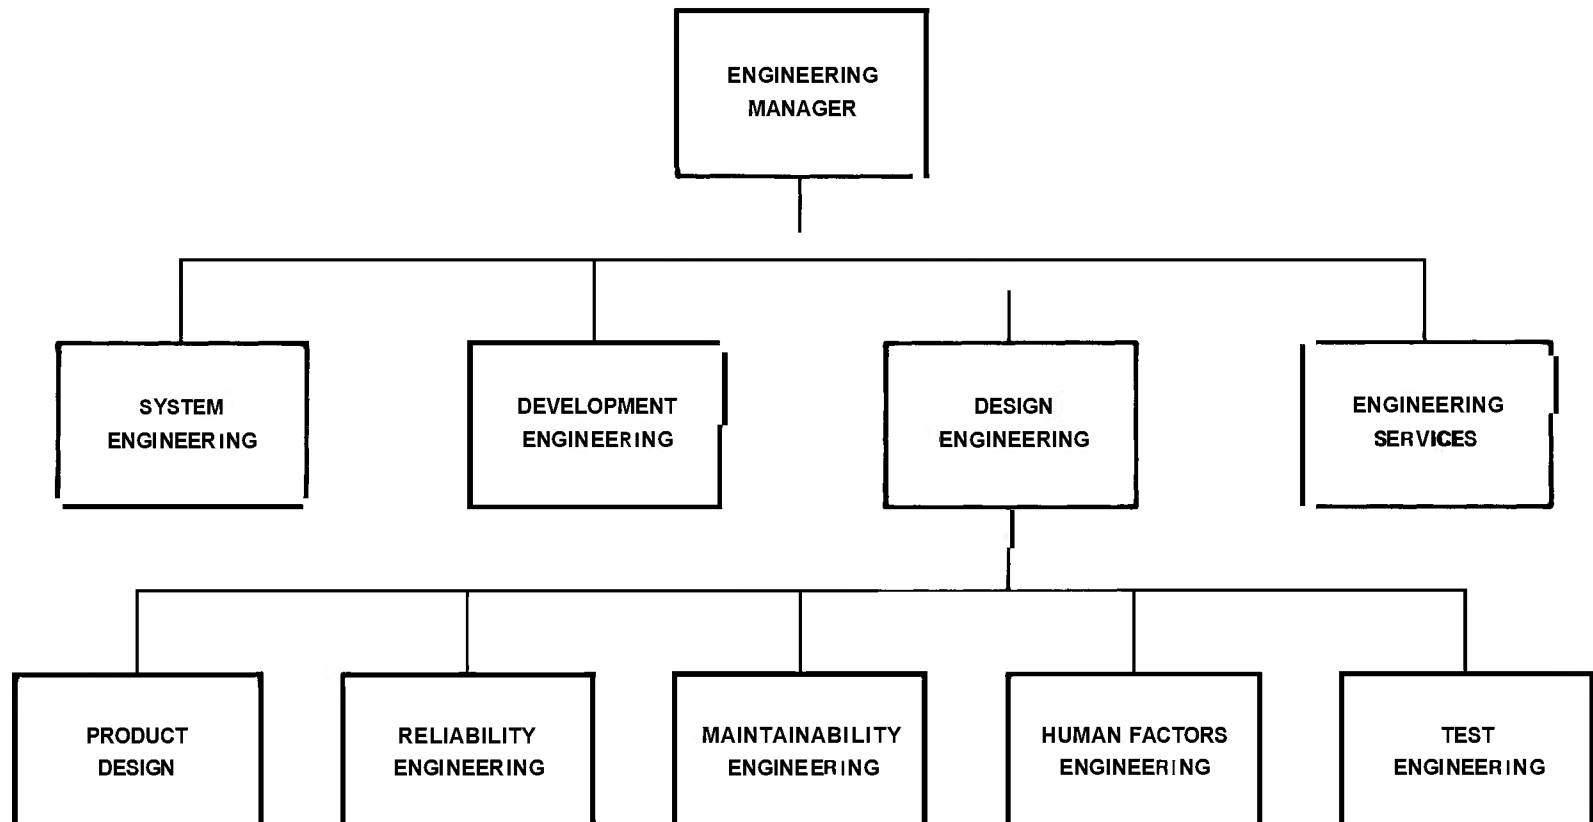 ENGINEERING
MANAGER
SYSTEM
ENGINEERING
DEVELOPMENT
ENGINEERING
DESIGN
ENGINEERING
ENGINEERING
SERVICES
PRODUCT
DESIGN
RELIABILITY
ENGINEERING
MAINTAINABILITY
ENGINEERING
HUMAN FACTORS
ENGINEERING
TEST
ENGINEERING